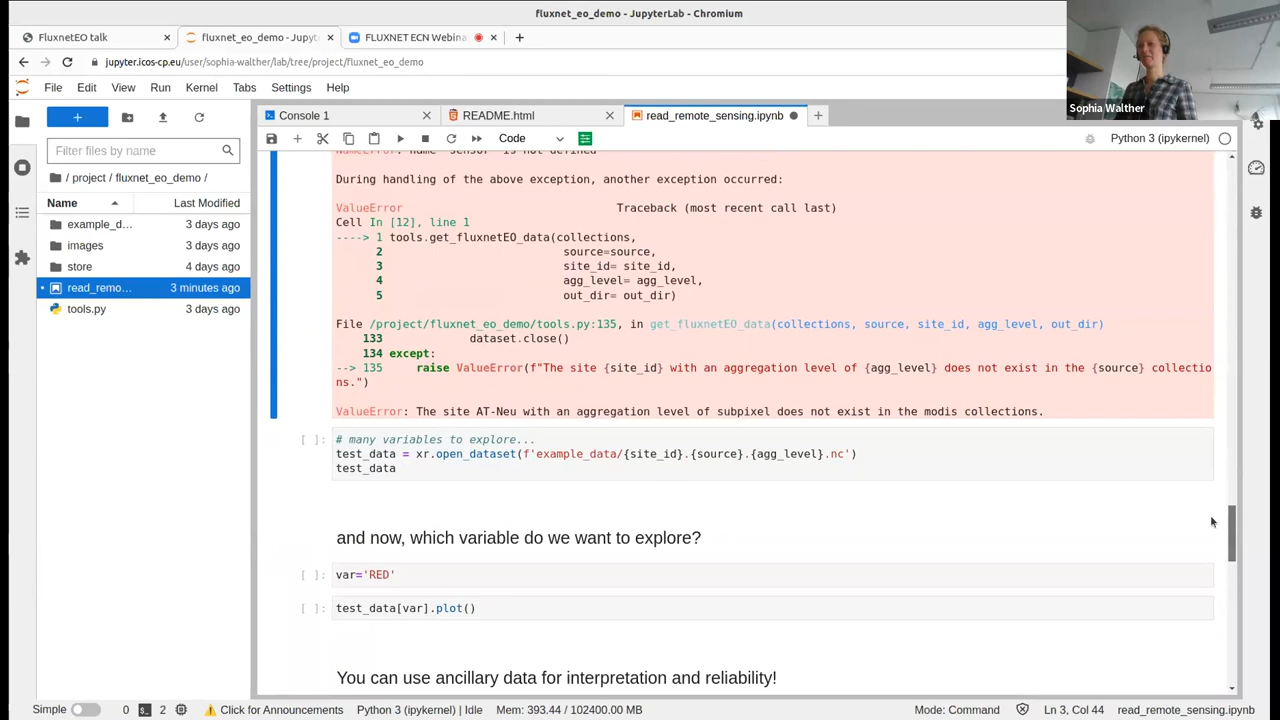 fluxnet_eo_demo - JupyterLab - Chromium
FluxnetEO talk
fluxnet_eo_demo - Jupyt
FLUXNET ECN Webina
jupyter.icos-cp.eu/user/sophia-walther/lab/tree/project/fluxnet_eo_demo
Sophia Walther
File Edit View Run Kernel Tabs Settings Help
Console 1
README.html
read_remote_sensing.ipynb
Code
Python 3 (ipykernel)
Filter files by name
/ project / fluxnet_eo_demo /
Name Last Modified
example_d... 3 days ago
images 3 days ago
store 4 days ago
read_remo... 3 minutes ago
tools.py 3 days ago
NameError: name 'sensor' is not defined
During handling of the above exception, another exception occurred:
ValueError Traceback (most recent call last)
Cell In [12], line 1
----> 1 tools.get_fluxnetEO_data(collections,
2 source=source,
3 site_id= site_id,
4 agg_level= agg_level,
5 out_dir= out_dir)
File /project/fluxnet_eo_demo/tools.py:135, in get_fluxnetEO_data(collections, source, site_id, agg_level, out_dir)
133 dataset.close()
134 except:
--> 135 raise ValueError(f"The site {site_id} with an aggregation level of {agg_level} does not exist in the {source} collectio
ns.")
ValueError: The site AT-Neu with an aggregation level of subpixel does not exist in the modis collections.
[ ]: # many variables to explore...
test_data = xr.open_dataset(f'example_data/{site_id}.{source}.{agg_level}.nc')
test_data
and now, which variable do we want to explore?
[ ]: var='RED'
[ ]: test_data[var].plot()
You can use ancillary data for interpretation and reliability!
Simple 0 2 Click for Announcements Python 3 (ipykernel) | Idle Mem: 393.44 / 102400.00 MB Mode: Command Ln 3, Col 44 read_remote_sensing.ipynb